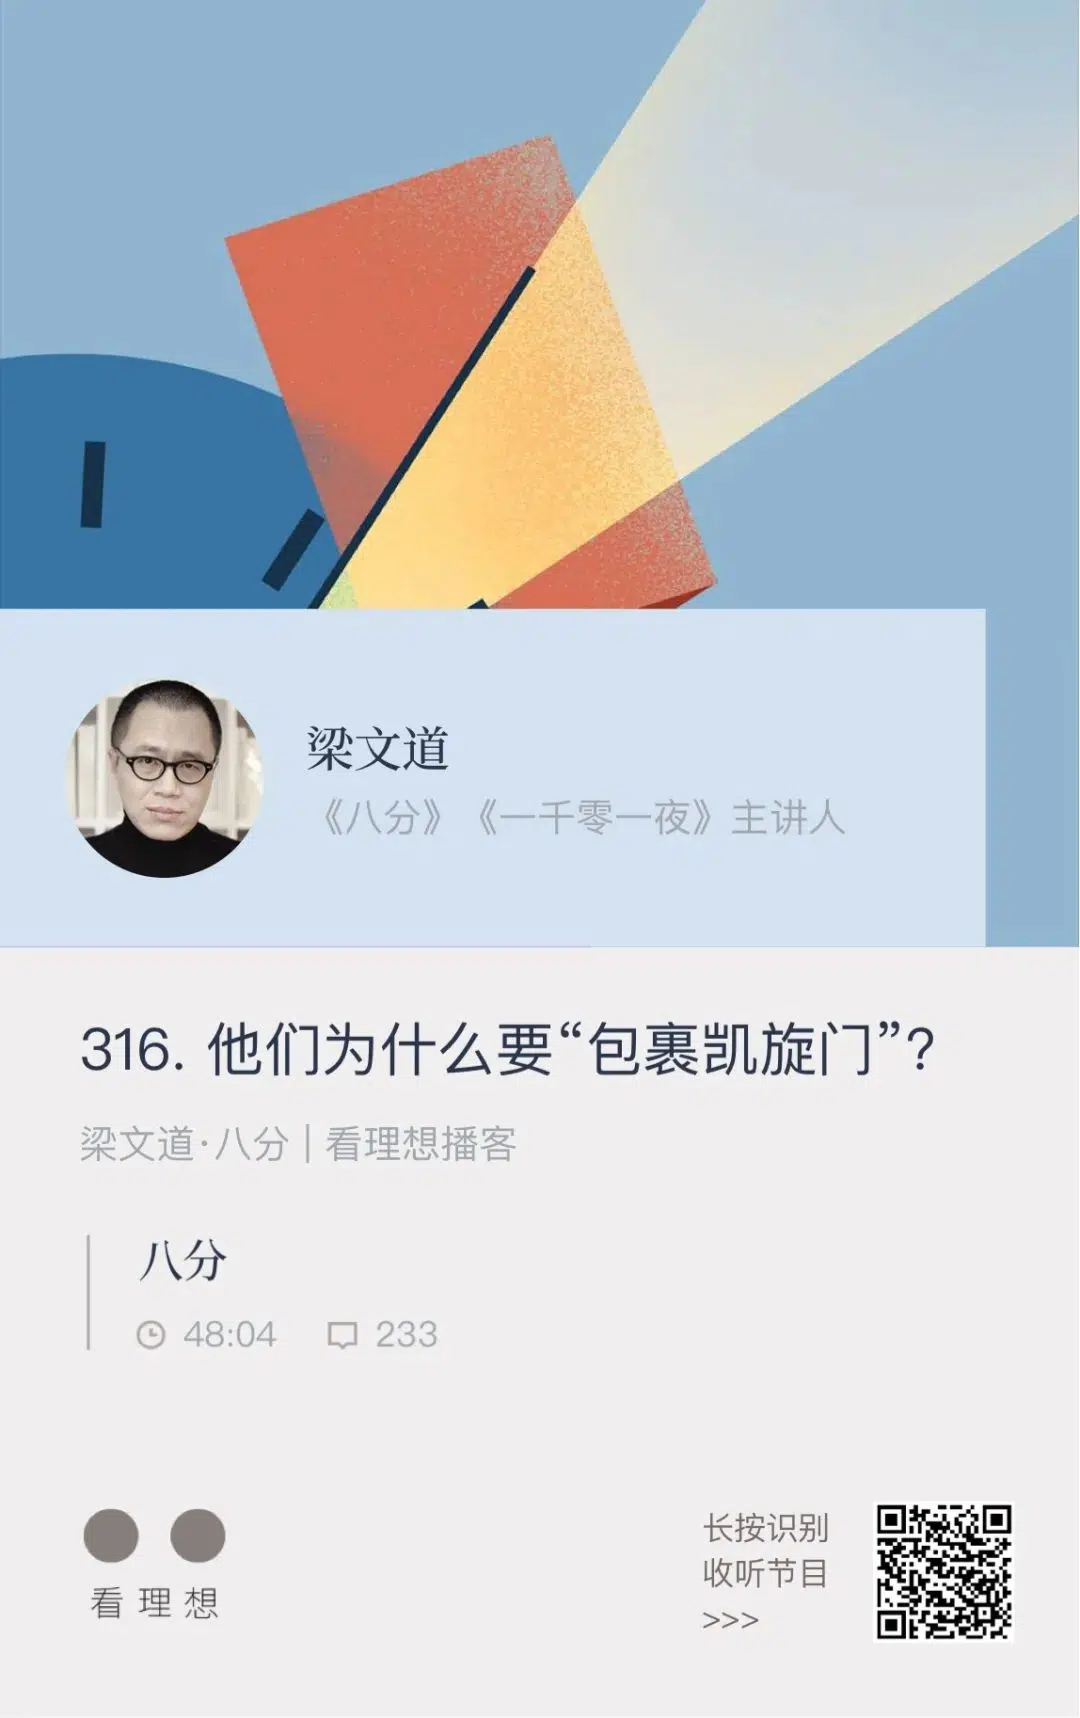 梁文道
《八分》《一千零一夜》主讲人
316. 他们为什么要“包裹凯旋门”?
梁文道·八分 | 看理想播客
八分
48:04 233
长按识别
收听节目
>>>
看理想